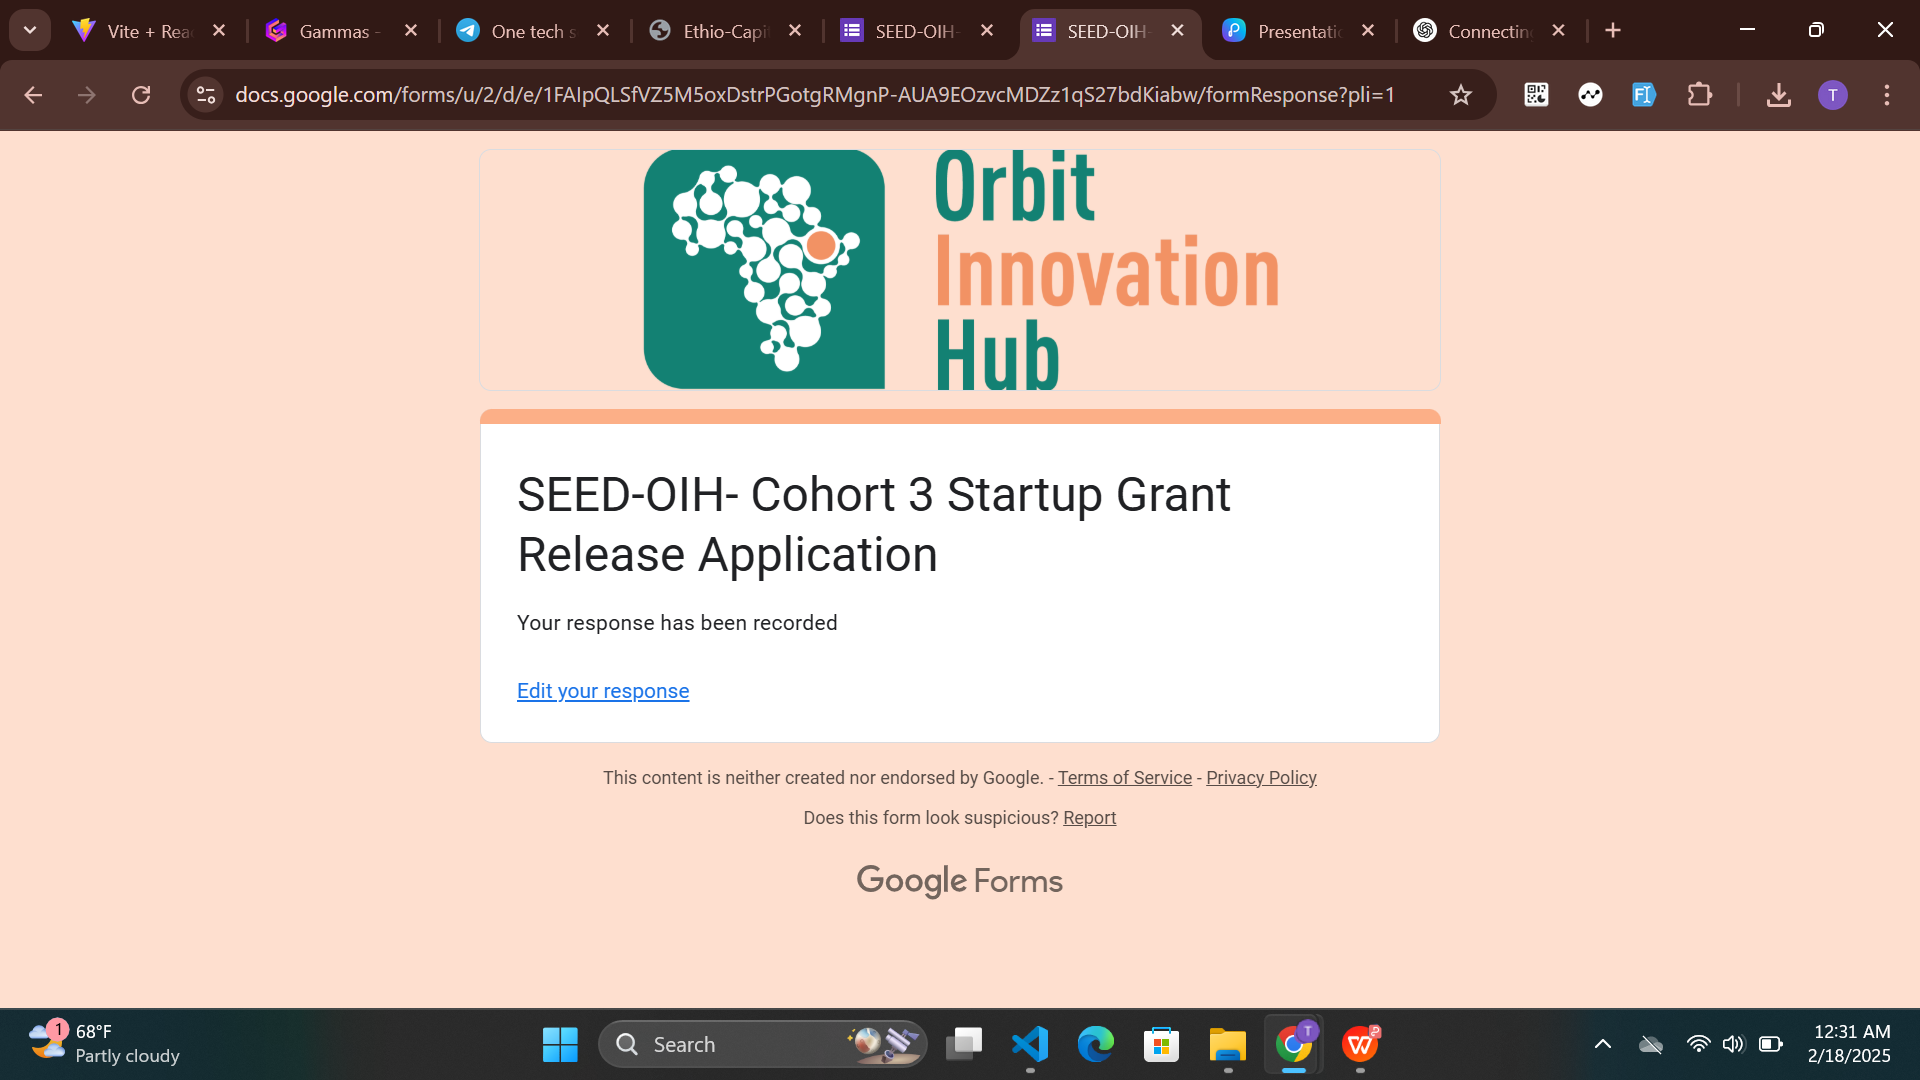 Vite + Rea
Gammas -
One tech s
Ethio-Capi
SEED-OIH-
SEED-OIH-
Presentatio
Connecting
docs.google.com/forms/u/2/d/e/1FAIpQLSfVZ5M5oxDstrPGotgRMgnP-AUA9EOzvcMDZz1qS27bdKiabw/formResponse?pli=1
T
Orbit
Innovation
Hub
SEED-OIH- Cohort 3 Startup Grant
Release Application
Your response has been recorded
Edit your response
This content is neither created nor endorsed by Google. - Terms of Service - Privacy Policy
Does this form look suspicious? Report
Google Forms
1
68°F
Partly cloudy
Search
T
12:31 AM
2/18/2025